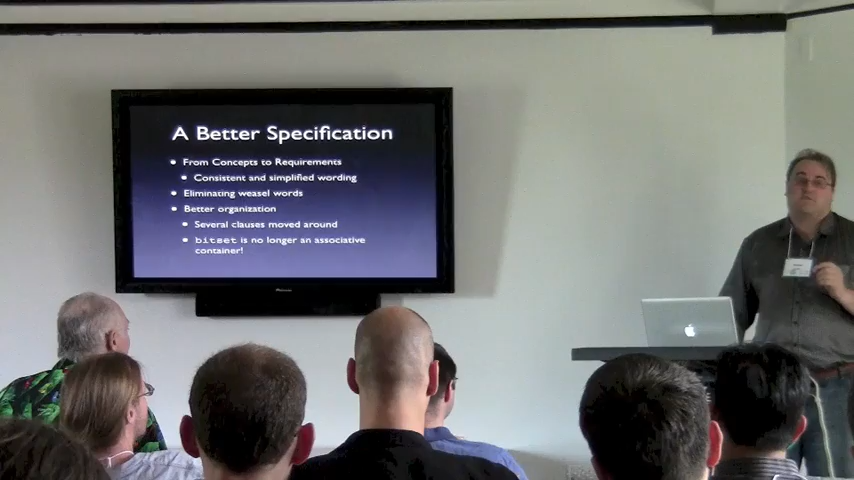 A Better Specification
• From Concepts to Requirements
• Consistent and simplified wording
• Eliminating weasel words
• Better organization
• Several clauses moved around
• bitset is no longer an associative
container!